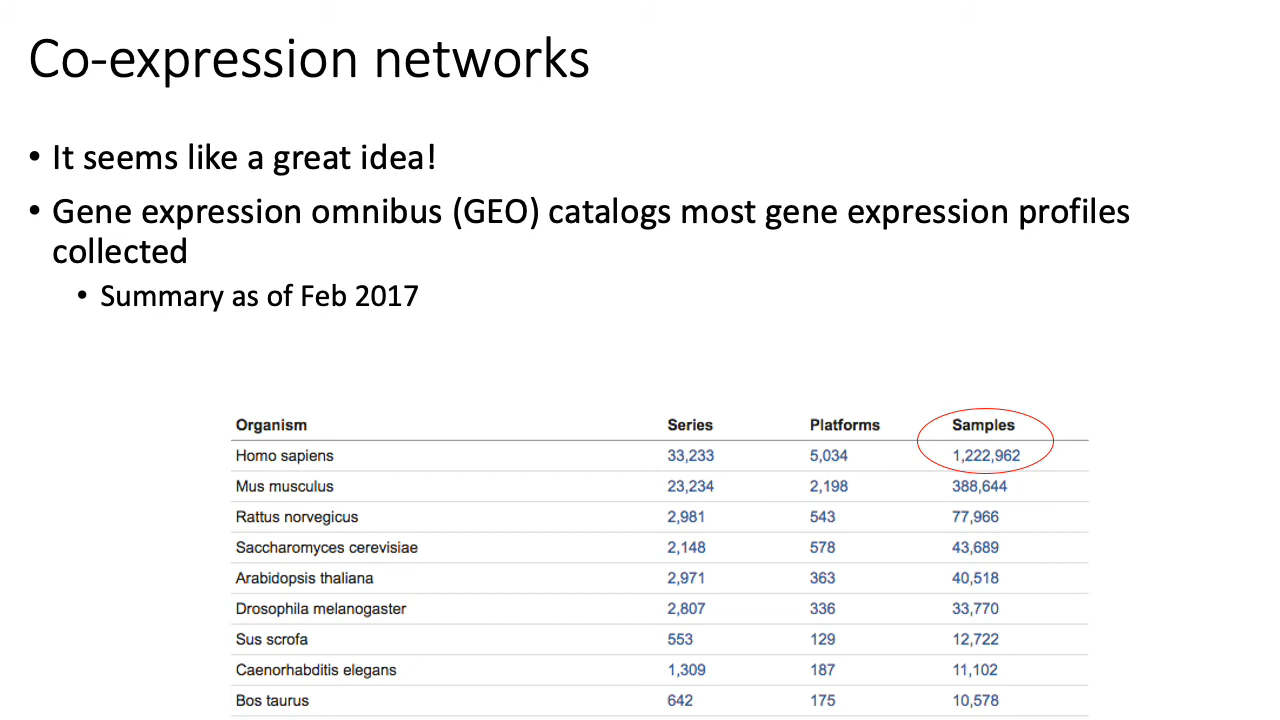 Co-expression networks
• It seems like a great idea!
• Gene expression omnibus (GEO) catalogs most gene expression profiles
collected
• Summary as of Feb 2017
Organism Series Platforms Samples
Homo sapiens 33,233 5,034 1,222,962
Mus musculus 23,234 2,198 388,644
Rattus norvegicus 2,981 543 77,966
Saccharomyces cerevisiae 2,148 578 43,689
Arabidopsis thaliana 2,971 363 40,518
Drosophila melanogaster 2,807 336 33,770
Sus scrofa 553 129 12,722
Caenorhabditis elegans 1,309 187 11,102
Bos taurus 642 175 10,578